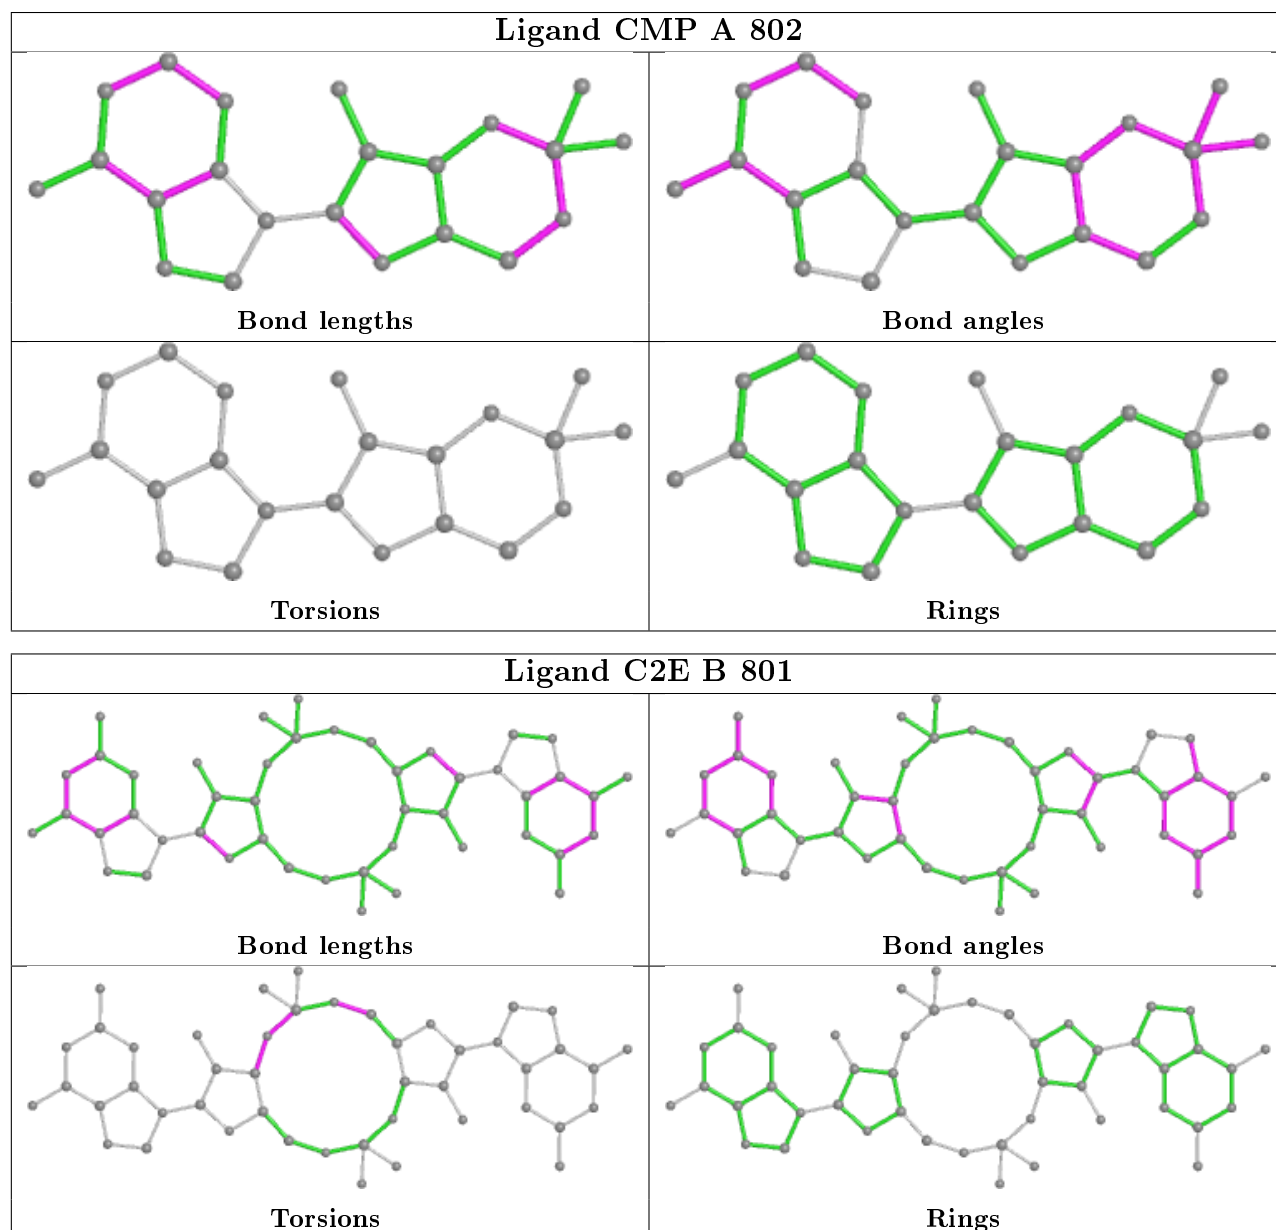 Ligand CMP A 802
Bond lengths
Bond angles
Torsions
Rings
Ligand C2E B 801
Bond lengths
Bond angles
Torsions
Rings